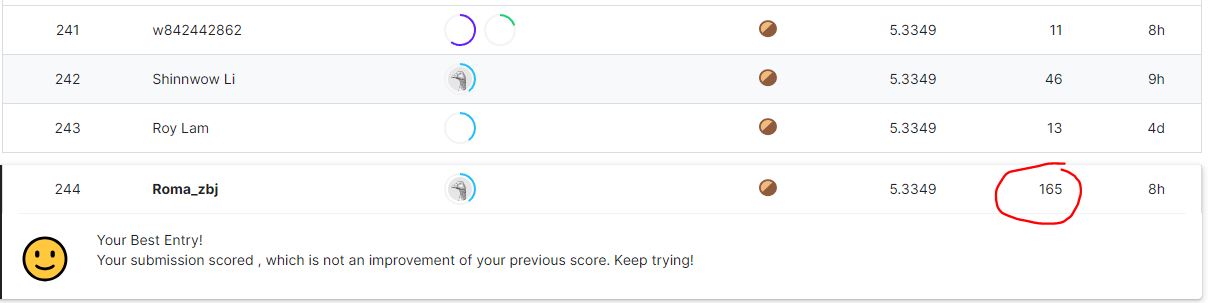 241 w842442862 5.3349 11 8h
242 Shinnwow Li 5.3349 46 9h
243 Roy Lam 5.3349 13 4d
244 Roma_zbj 5.3349 165 8h
Your Best Entry!
Your submission scored , which is not an improvement of your previous score. Keep trying!